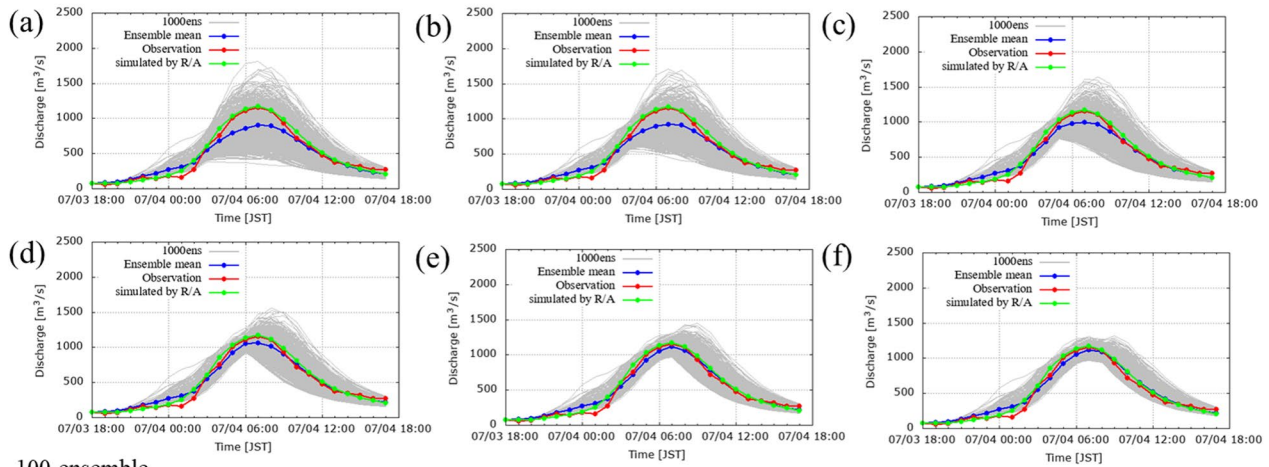 (a)
1000ens
Ensemble mean
Observation
simulated by R/A
2500
2000
1500
1000
500
0
Discharge [m³/s]
07/03 18:00 07/04 00:00 07/04 06:00 07/04 12:00 07/04 18:00
Time [JST]
(b)
1000ens
Ensemble mean
Observation
simulated by R/A
2500
2000
1500
1000
500
0
Discharge [m³/s]
07/03 18:00 07/04 00:00 07/04 06:00 07/04 12:00 07/04 18:00
Time [JST]
(c)
1000ens
Ensemble mean
Observation
simulated by R/A
2500
2000
1500
1000
500
0
Discharge [m³/s]
07/03 18:00 07/04 00:00 07/04 06:00 07/04 12:00 07/04 18:00
Time [JST]
(d)
1000ens
Ensemble mean
Observation
simulated by R/A
2500
2000
1500
1000
500
0
Discharge [m³/s]
07/03 18:00 07/04 00:00 07/04 06:00 07/04 12:00 07/04 18:00
Time [JST]
(e)
1000ens
Ensemble mean
Observation
simulated by R/A
2500
2000
1500
1000
500
0
Discharge [m³/s]
07/03 18:00 07/04 00:00 07/04 06:00 07/04 12:00 07/04 18:00
Time [JST]
(f)
1000ens
Ensemble mean
Observation
simulated by R/A
2500
2000
1500
1000
500
0
Discharge [m³/s]
07/03 18:00 07/04 00:00 07/04 06:00 07/04 12:00 07/04 18:00
Time [JST]
100-ensemble